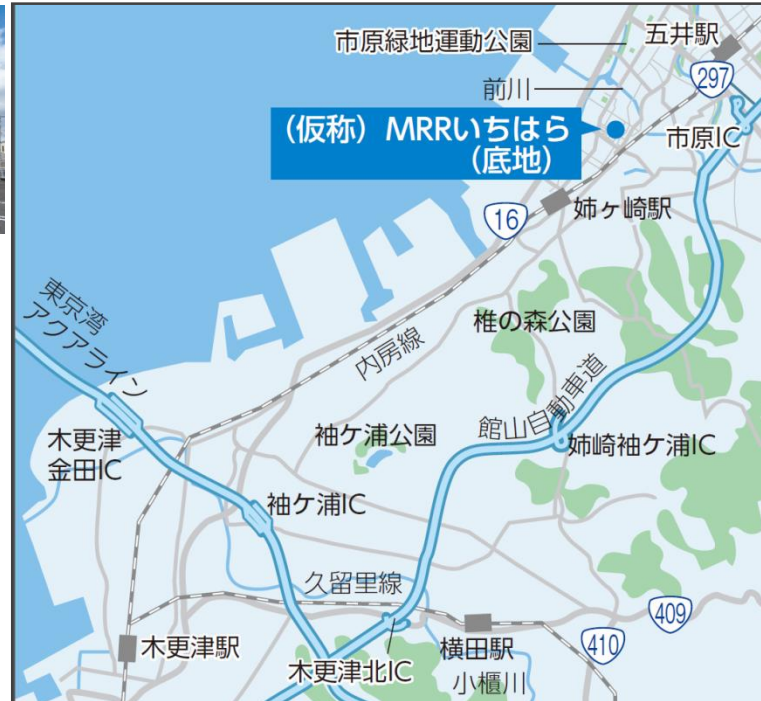 市原緑地運動公園
五井駅
前川
297
(仮称) MRRいちはら
(底地)
市原IC
16
姉ヶ崎駅
東京湾
アクアライン
内房線
椎の森公園
館山自動車道
木更津
金田IC
袖ケ浦公園
姉崎袖ケ浦IC
袖ケ浦IC
久留里線
409
木更津駅
横田駅
410
木更津北IC
小櫃川